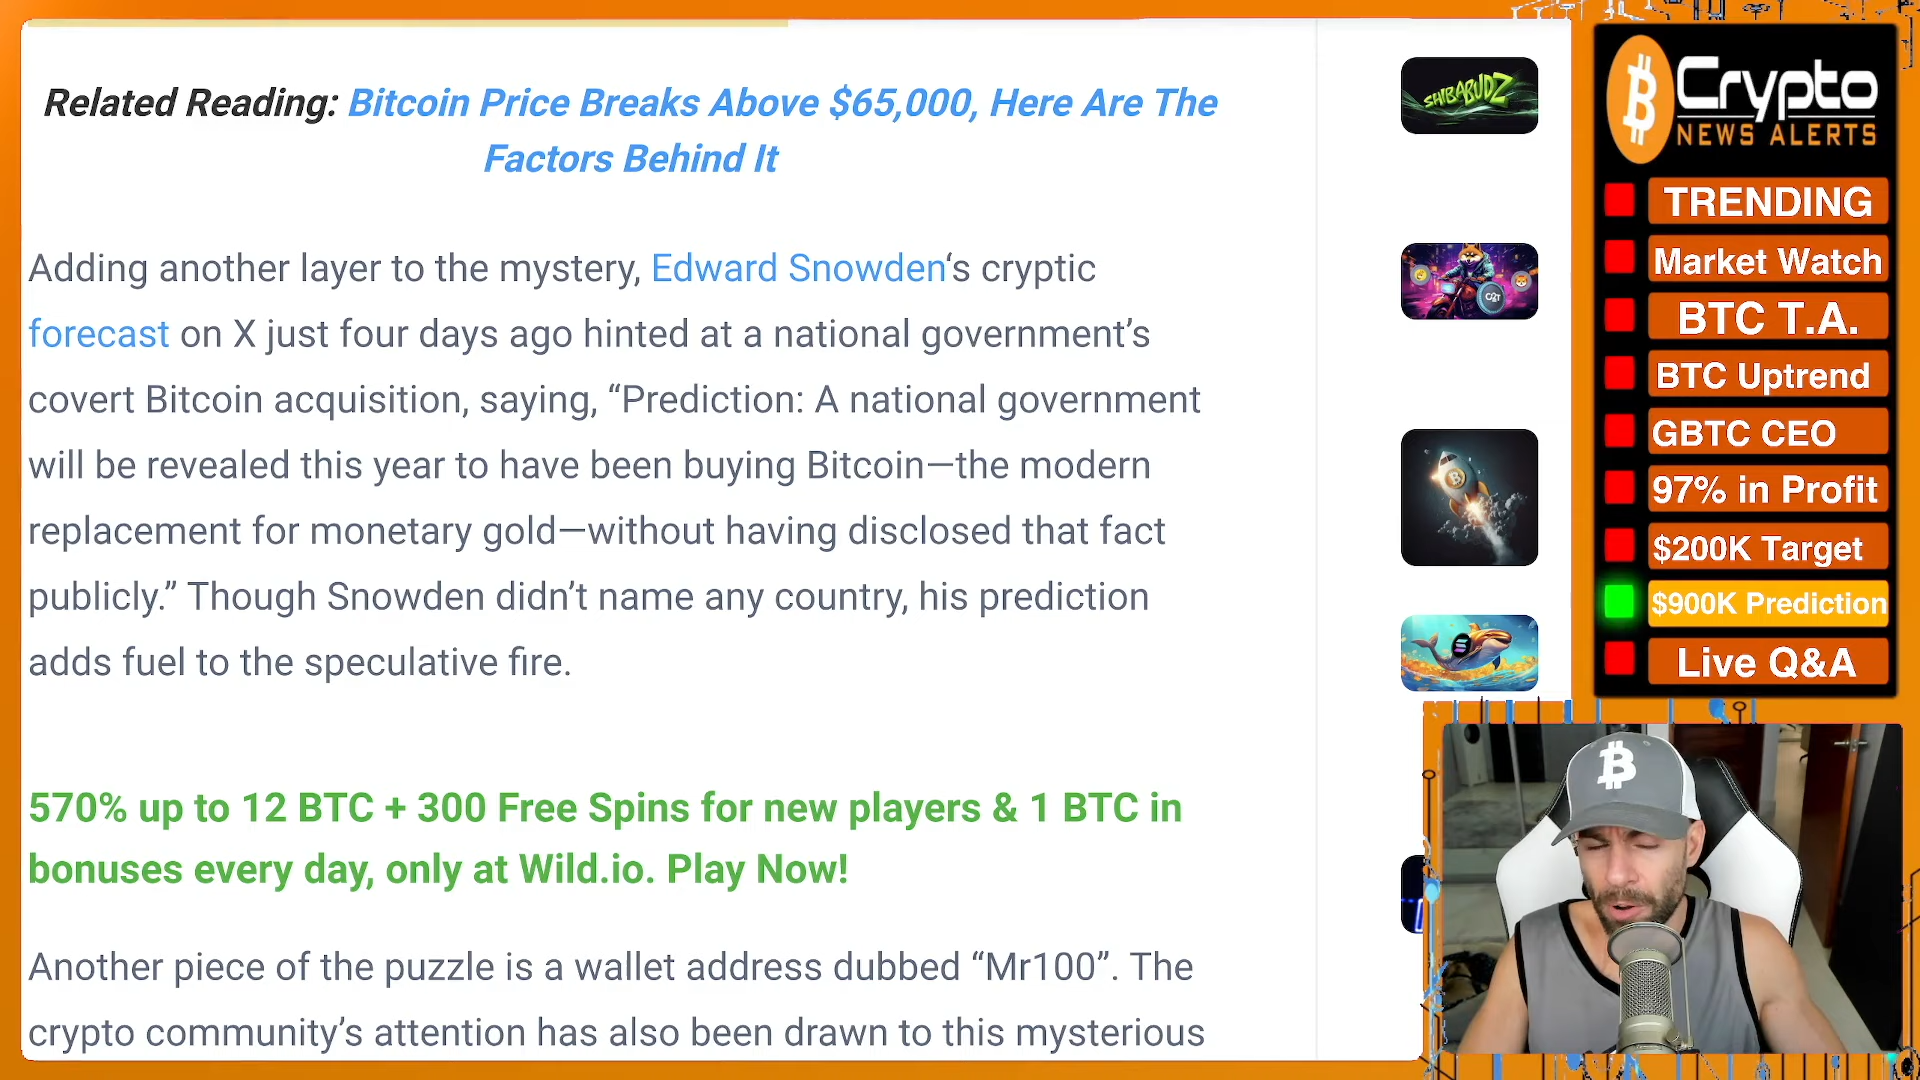 Related Reading: Bitcoin Price Breaks Above $65,000, Here Are The
Factors Behind It
Adding another layer to the mystery, Edward Snowden‘s cryptic
forecast on X just four days ago hinted at a national government’s
covert Bitcoin acquisition, saying, “Prediction: A national government
will be revealed this year to have been buying Bitcoin—the modern
replacement for monetary gold—without having disclosed that fact
publicly.” Though Snowden didn’t name any country, his prediction
adds fuel to the speculative fire.
570% up to 12 BTC + 300 Free Spins for new players & 1 BTC in
bonuses every day, only at Wild.io. Play Now!
Another piece of the puzzle is a wallet address dubbed “Mr100”. The
crypto community’s attention has also been drawn to this mysterious
SHIBABUDZ
Crypto
NEWS ALERTS
TRENDING
Market Watch
BTC T.A.
BTC Uptrend
GBTC CEO
97% in Profit
$200K Target
$900K Prediction
Live Q&A